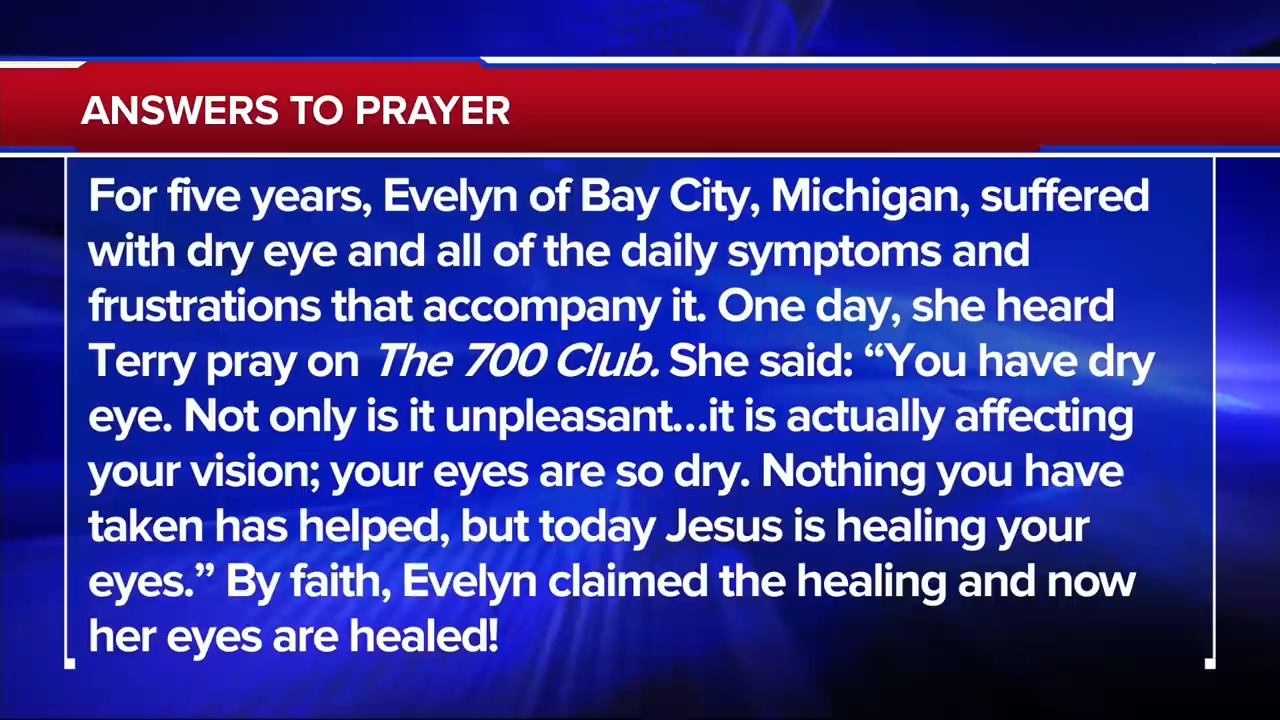 ANSWERS TO PRAYER
For five years, Evelyn of Bay City, Michigan, suffered
with dry eye and all of the daily symptoms and
frustrations that accompany it. One day, she heard
Terry pray on The 700 Club. She said: “You have dry
eye. Not only is it unpleasant...it is actually affecting
your vision; your eyes are so dry. Nothing you have
taken has helped, but today Jesus is healing your
eyes.” By faith, Evelyn claimed the healing and now
her eyes are healed!